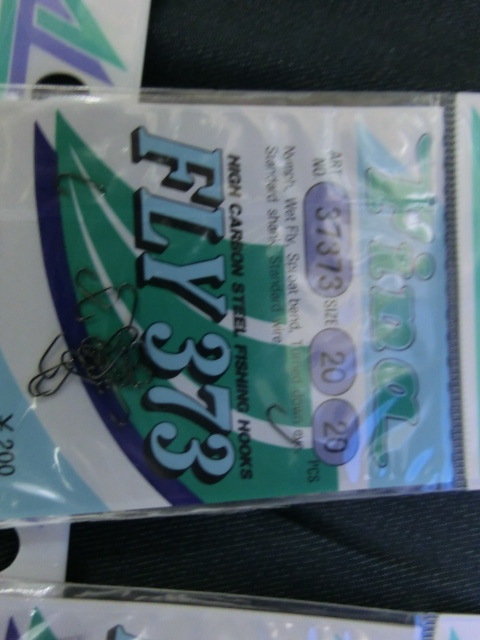 ART NO. 37373 SIZE 20 20 PCS
Nymph, Wet Fly, Sproat bend, Turned down eye,
Standard shank, Standard wire.
HIGH CARBON STEEL FISHING HOOKS
FLY 373
¥200